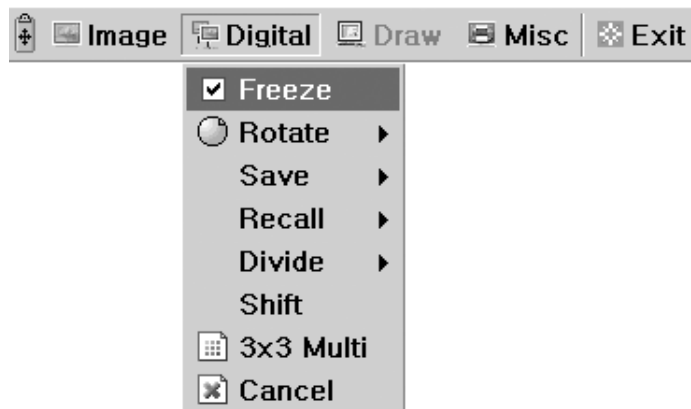 Image Digital Draw Misc Exit
Freeze
Rotate
Save
Recall
Divide
Shift
3x3 Multi
Cancel